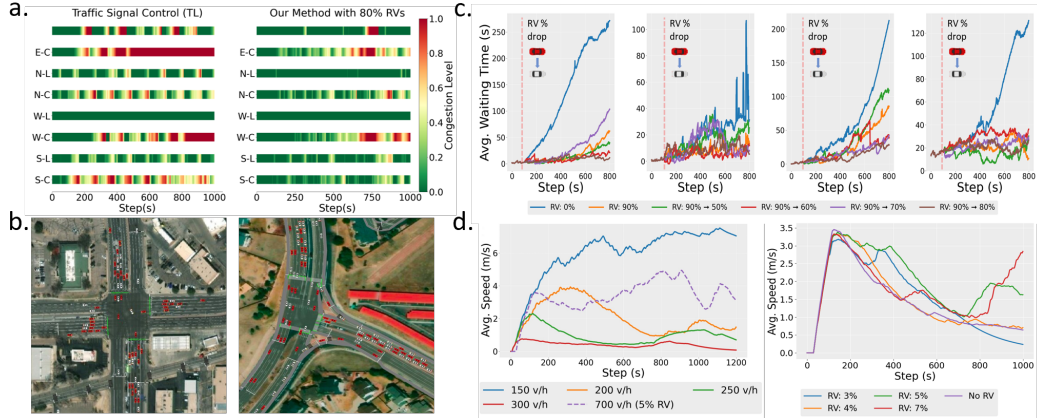 a.
Traffic Signal Control (TL)
Our Method with 80% RVs
E-C
N-L
N-C
W-L
W-C
S-L
S-C
0 200 400 600 800 1000
Step(s)
E-C
N-L
N-C
W-L
W-C
S-L
S-C
0 200 400 600 800 1000
Step(s)
1.0
0.8
0.6
0.4
0.2
0.0
Congestion Level
b.
c.
Avg. Waiting Time (s)
250
200
150
100
50
0
RV %
drop
0 200 400 600 800
Step (s)
100
80
60
40
20
0
RV %
drop
0 200 400 600 800
Step (s)
200
150
100
50
0
RV %
drop
0 200 400 600 800
Step (s)
120
100
80
60
40
20
0
RV %
drop
0 200 400 600 800
Step (s)
RV: 0%
RV: 90%
RV: 90% → 50%
RV: 90% → 60%
RV: 90% → 70%
RV: 90% → 80%
d.
Avg. Speed (m/s)
6
4
2
0
0 200 400 600 800 1000 1200
Step (s)
150 v/h
200 v/h
250 v/h
300 v/h
700 v/h (5% RV)
Avg. Speed (m/s)
3.5
3.0
2.5
2.0
1.5
1.0
0.5
0.0
0 200 400 600 800 1000
Step (s)
RV: 3%
RV: 5%
No RV
RV: 4%
RV: 7%